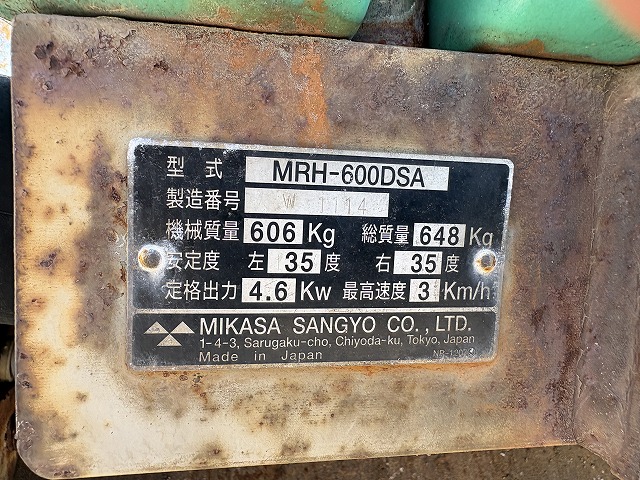 型式 MRH-600DSA
製造番号 W-1114
機械質量 606 Kg 総質量 648 Kg
安定度 左 35 度 右 35 度
定格出力 4.6 Kw 最高速度 3 Km/h
MIKASA SANGYO CO., LTD.
1-4-3, Sarugaku-cho, Chiyoda-ku, Tokyo, Japan
Made in Japan